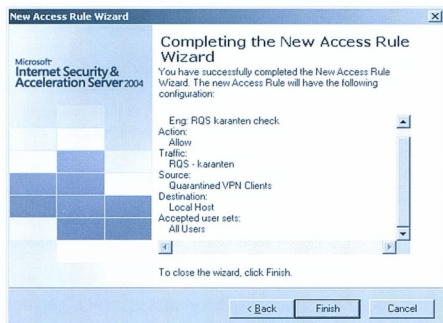 New Access Rule Wizard
Microsoft
Internet Security &
Acceleration Server 2004
Completing the New Access Rule
Wizard
You have successfully completed the New Access Rule
Wizard. The new Access Rule will have the following
configuration:
Eng: RQS karanten check
Action:
Allow
Traffic:
RQS - karanten
Source:
Quarantined VPN Clients
Destination:
Local Host
Accepted user sets:
All Users
To close the wizard, click Finish.
< Back
Finish
Cancel